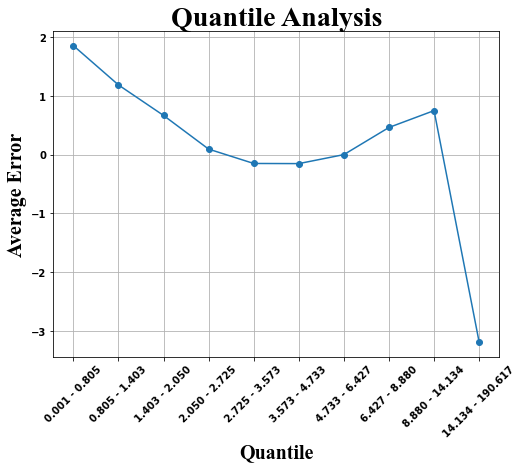 Quantile Analysis
Average Error
2
1
0
−1
−2
−3
0.001 - 0.805
0.805 - 1.403
1.403 - 2.050
2.050 - 2.725
2.725 - 3.573
3.573 - 4.733
4.733 - 6.427
6.427 - 8.880
8.880 - 14.134
14.134 - 190.617
Quantile